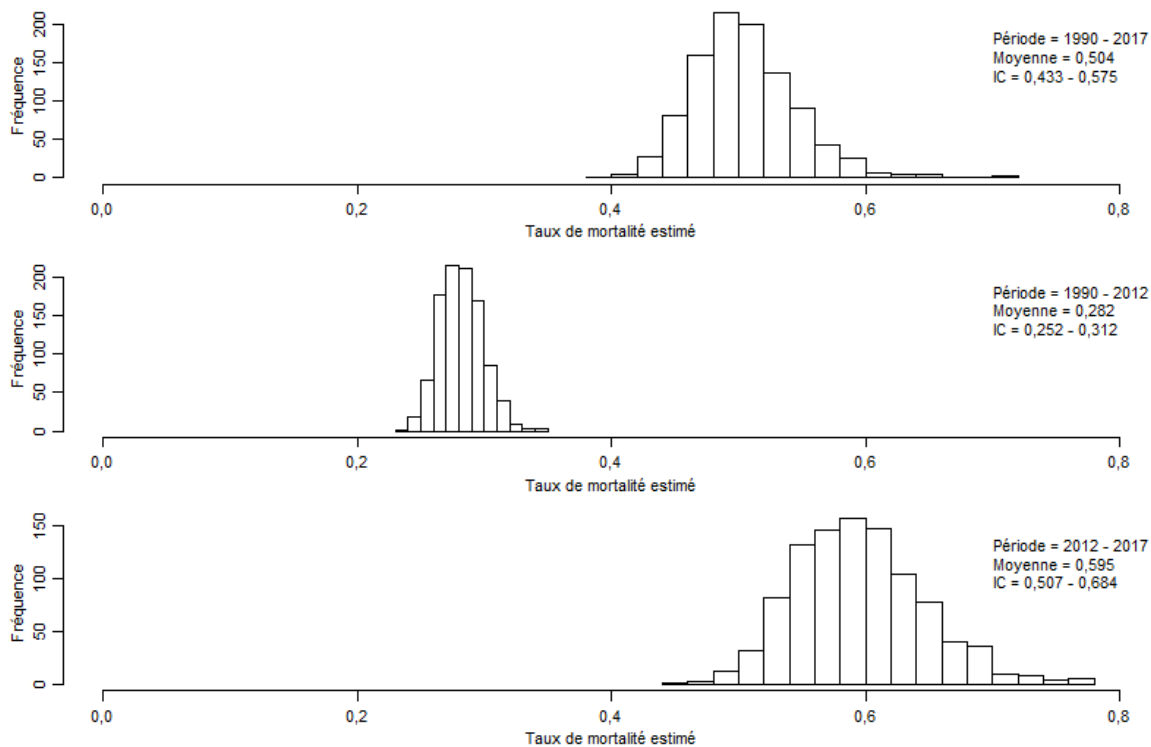 Fréquence
200
150
100
50
0
Période = 1990 - 2017
Moyenne = 0,504
IC = 0,433 - 0,575
0,0 0,2 0,4 0,6 0,8
Taux de mortalité estimé
Fréquence
200
150
100
50
0
Période = 1990 - 2012
Moyenne = 0,282
IC = 0,252 - 0,312
0,0 0,2 0,4 0,6 0,8
Taux de mortalité estimé
Fréquence
150
100
50
0
Période = 2012 - 2017
Moyenne = 0,595
IC = 0,507 - 0,684
0,0 0,2 0,4 0,6 0,8
Taux de mortalité estimé